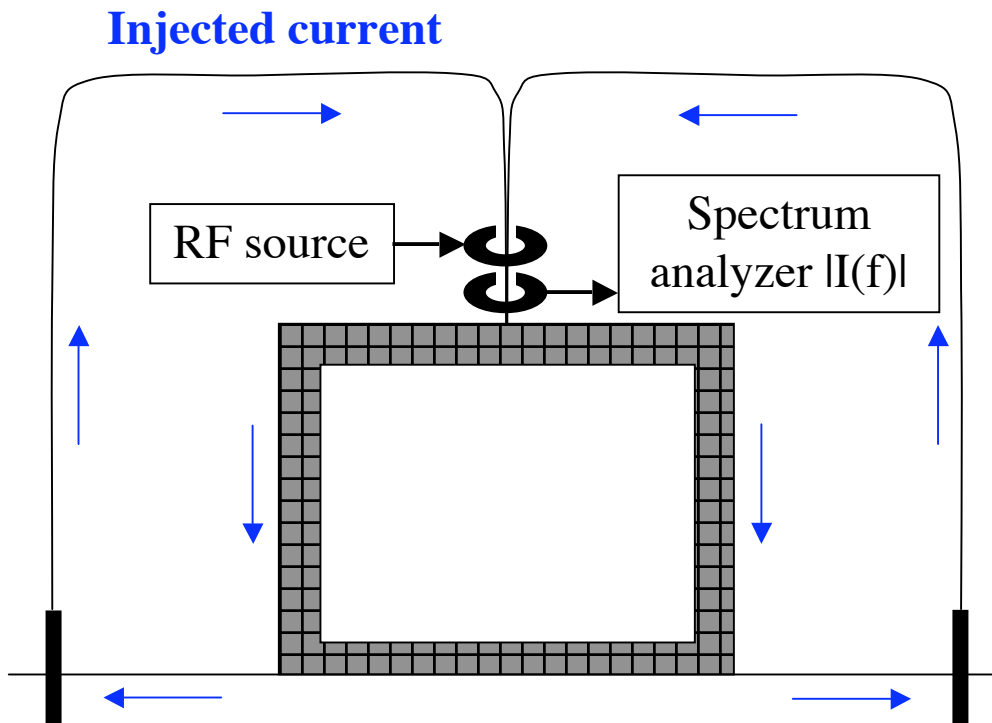 Injected current
RF source
Spectrum
analyzer |I(f)|